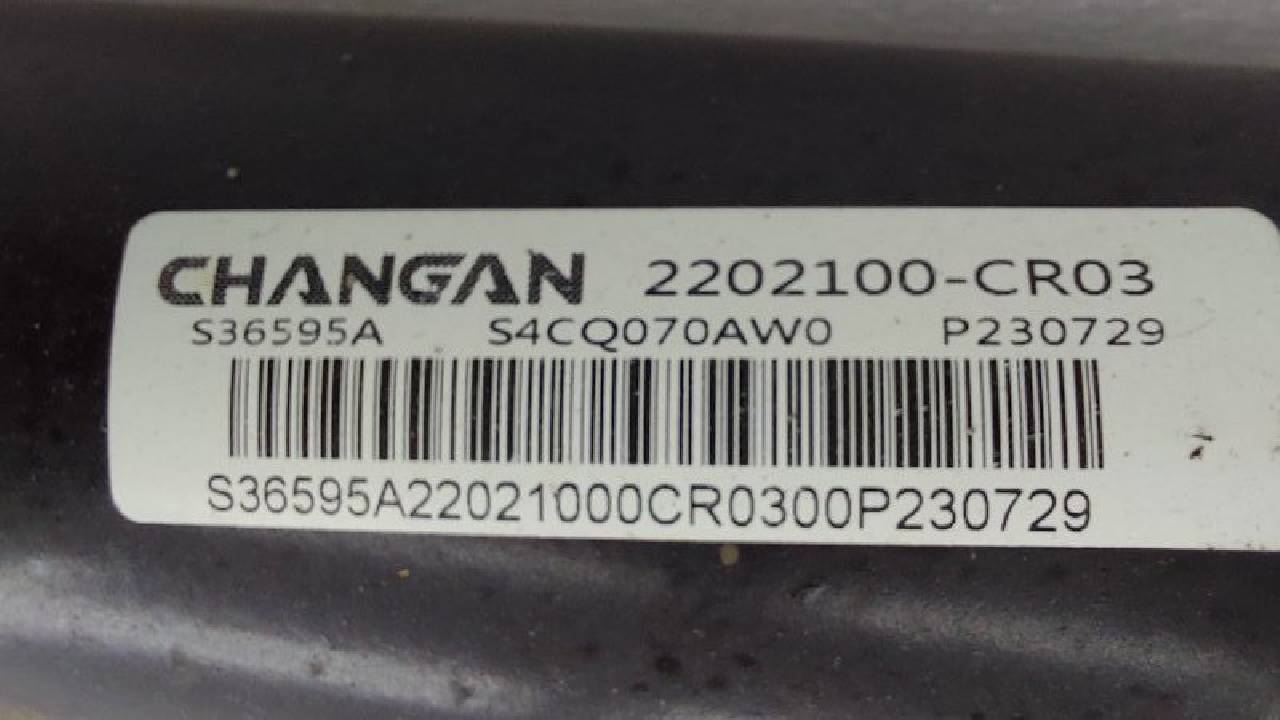 CHANGAN 2202100-CR03
S36595A S4CQ070AW0 P230729
S36595A22021000CR0300P230729